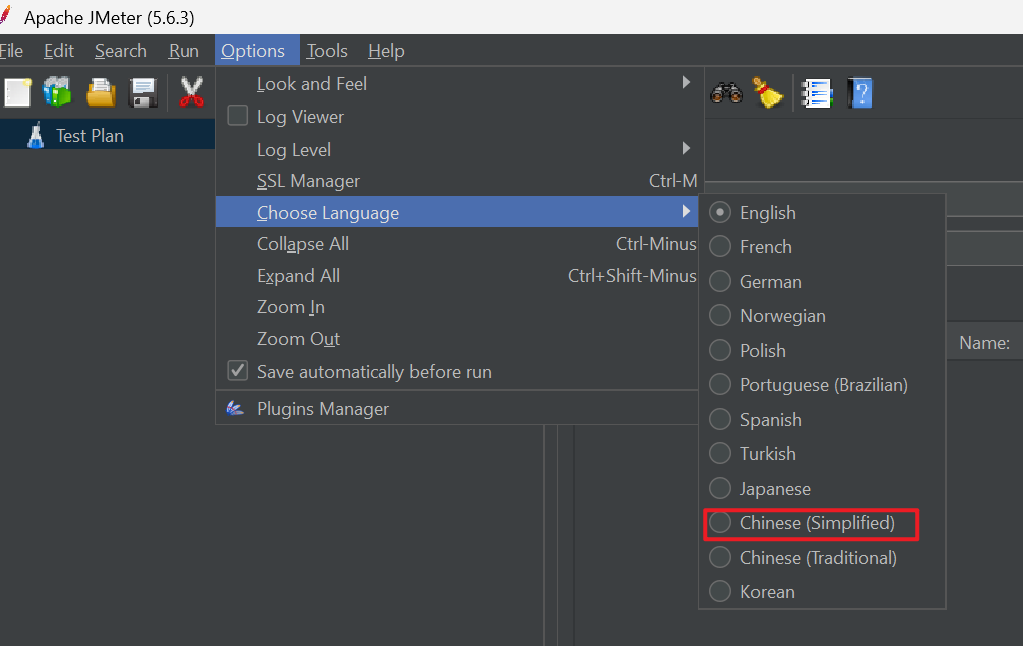 Apache JMeter (5.6.3)
File Edit Search Run Options Tools Help
Look and Feel
Log Viewer
Log Level
SSL Manager Ctrl-M
Choose Language
Collapse All Ctrl-Minus
Expand All Ctrl+Shift-Minus
Zoom In
Zoom Out
Save automatically before run
Plugins Manager
Test Plan
English
French
German
Norwegian
Polish
Portuguese (Brazilian)
Spanish
Turkish
Japanese
Chinese (Simplified)
Chinese (Traditional)
Korean
Name: